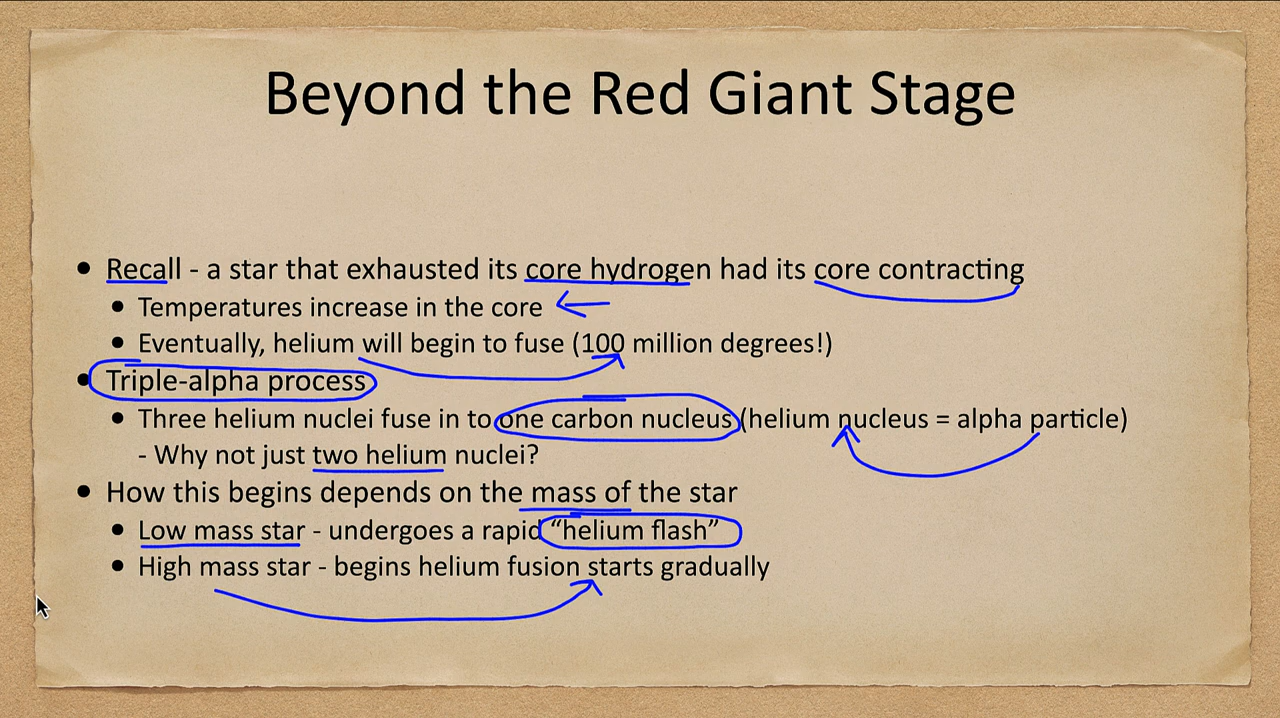 Beyond the Red Giant Stage
• Recall - a star that exhausted its core hydrogen had its core contracting
• Temperatures increase in the core
• Eventually, helium will begin to fuse (100 million degrees!)
• Triple-alpha process
• Three helium nuclei fuse in to one carbon nucleus (helium nucleus = alpha particle)
- Why not just two helium nuclei?
• How this begins depends on the mass of the star
• Low mass star - undergoes a rapid “helium flash”
• High mass star - begins helium fusion starts gradually